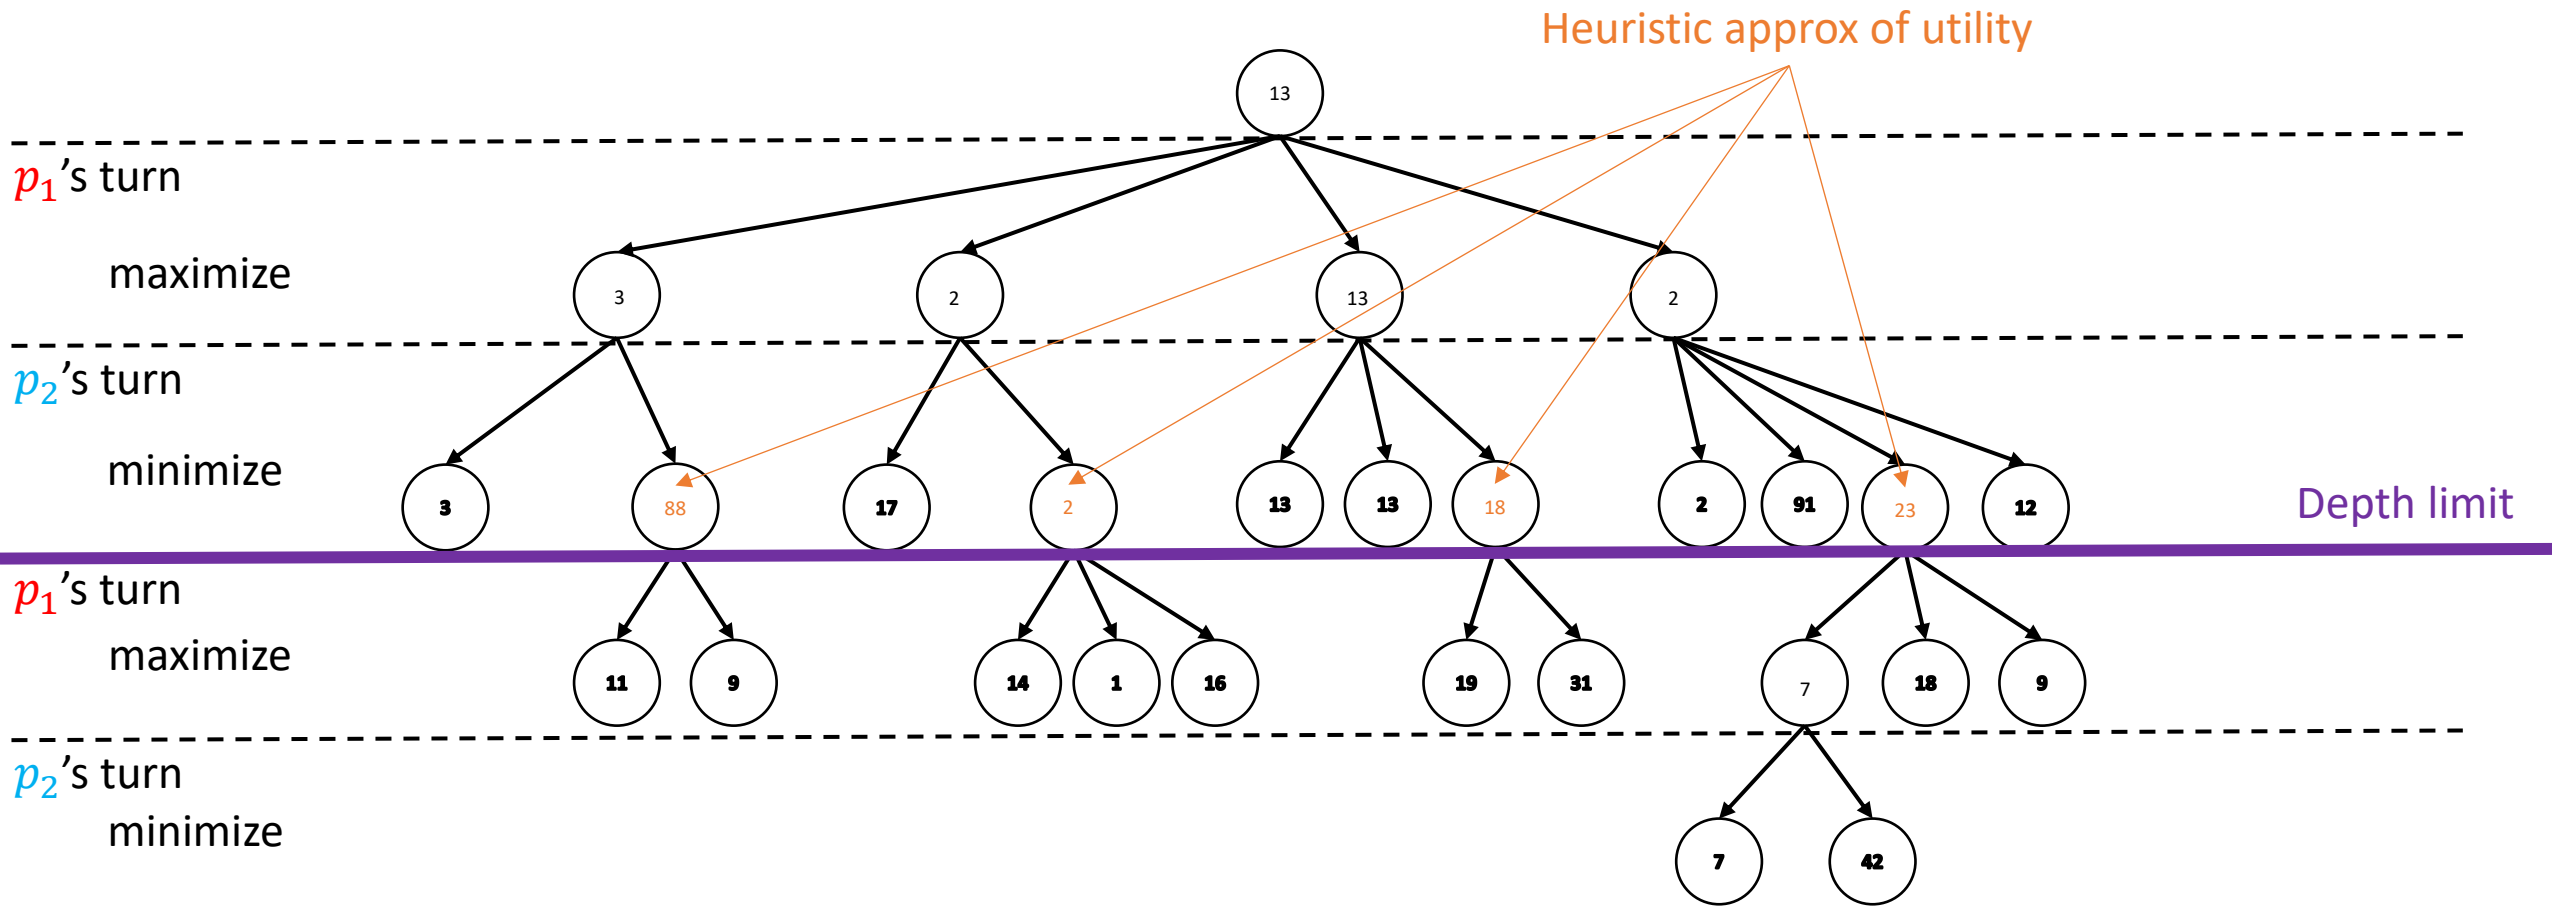 Heuristic approx of utility
13
p₁’s turn
maximize
3 2 13 2
p₂’s turn
minimize
3 88 17 2 13 13 18 2 91 23 12
Depth limit
p₁’s turn
maximize
11 9 14 1 16 19 31 7 18 9
p₂’s turn
minimize
7 42